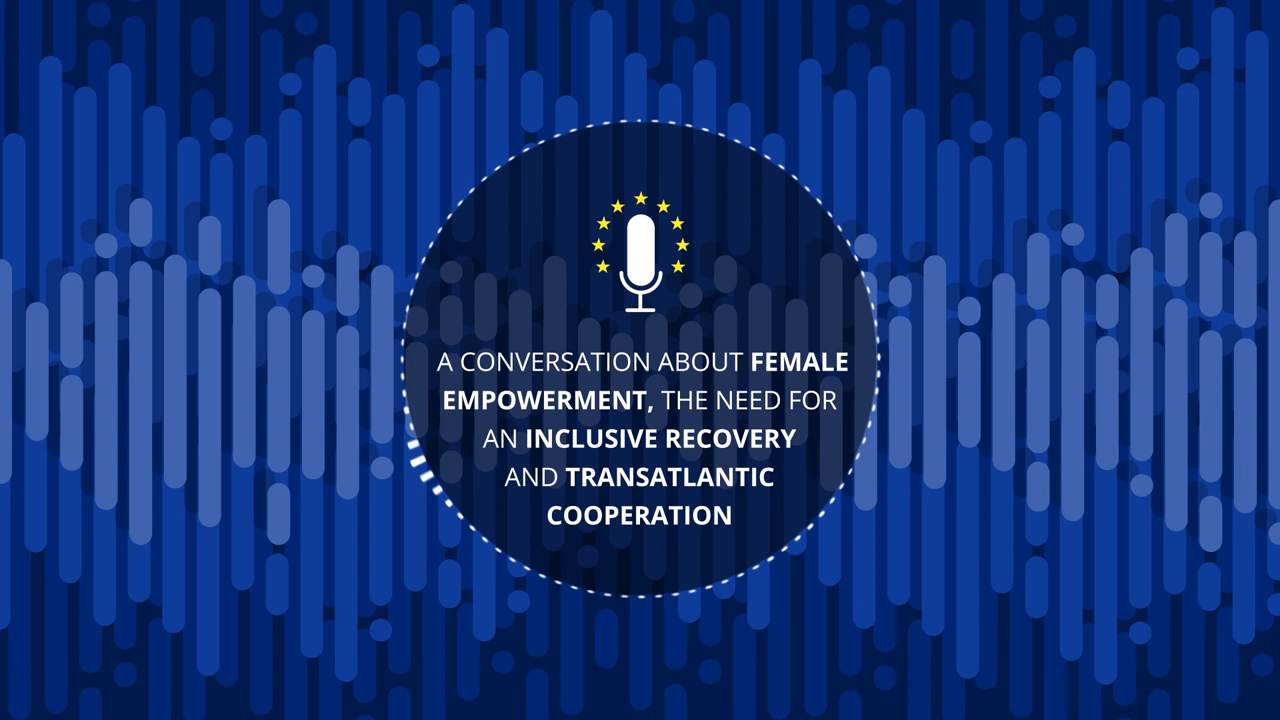 A CONVERSATION ABOUT FEMALE
EMPOWERMENT, THE NEED FOR
AN INCLUSIVE RECOVERY
AND TRANSATLANTIC
COOPERATION